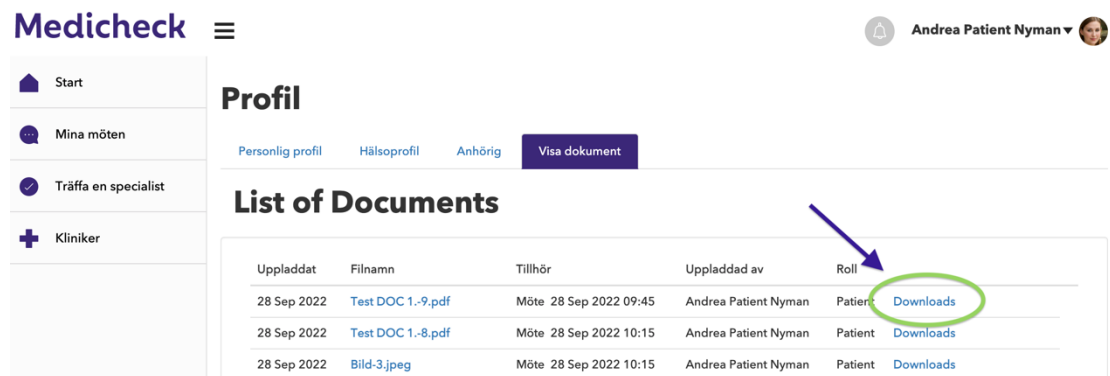 Medicheck
Andrea Patient Nyman
Start
Mina möten
Träffa en specialist
Kliniker
Profil
Personlig profil Hälsoprofil Anhörig Visa dokument
List of Documents
Uppladdat Filnamn Tillhör Uppladdad av Roll
28 Sep 2022 Test DOC 1.-9.pdf Möte 28 Sep 2022 09:45 Andrea Patient Nyman Patient Downloads
28 Sep 2022 Test DOC 1.-8.pdf Möte 28 Sep 2022 10:15 Andrea Patient Nyman Patient Downloads
28 Sep 2022 Bild-3.jpeg Möte 28 Sep 2022 10:15 Andrea Patient Nyman Patient Downloads